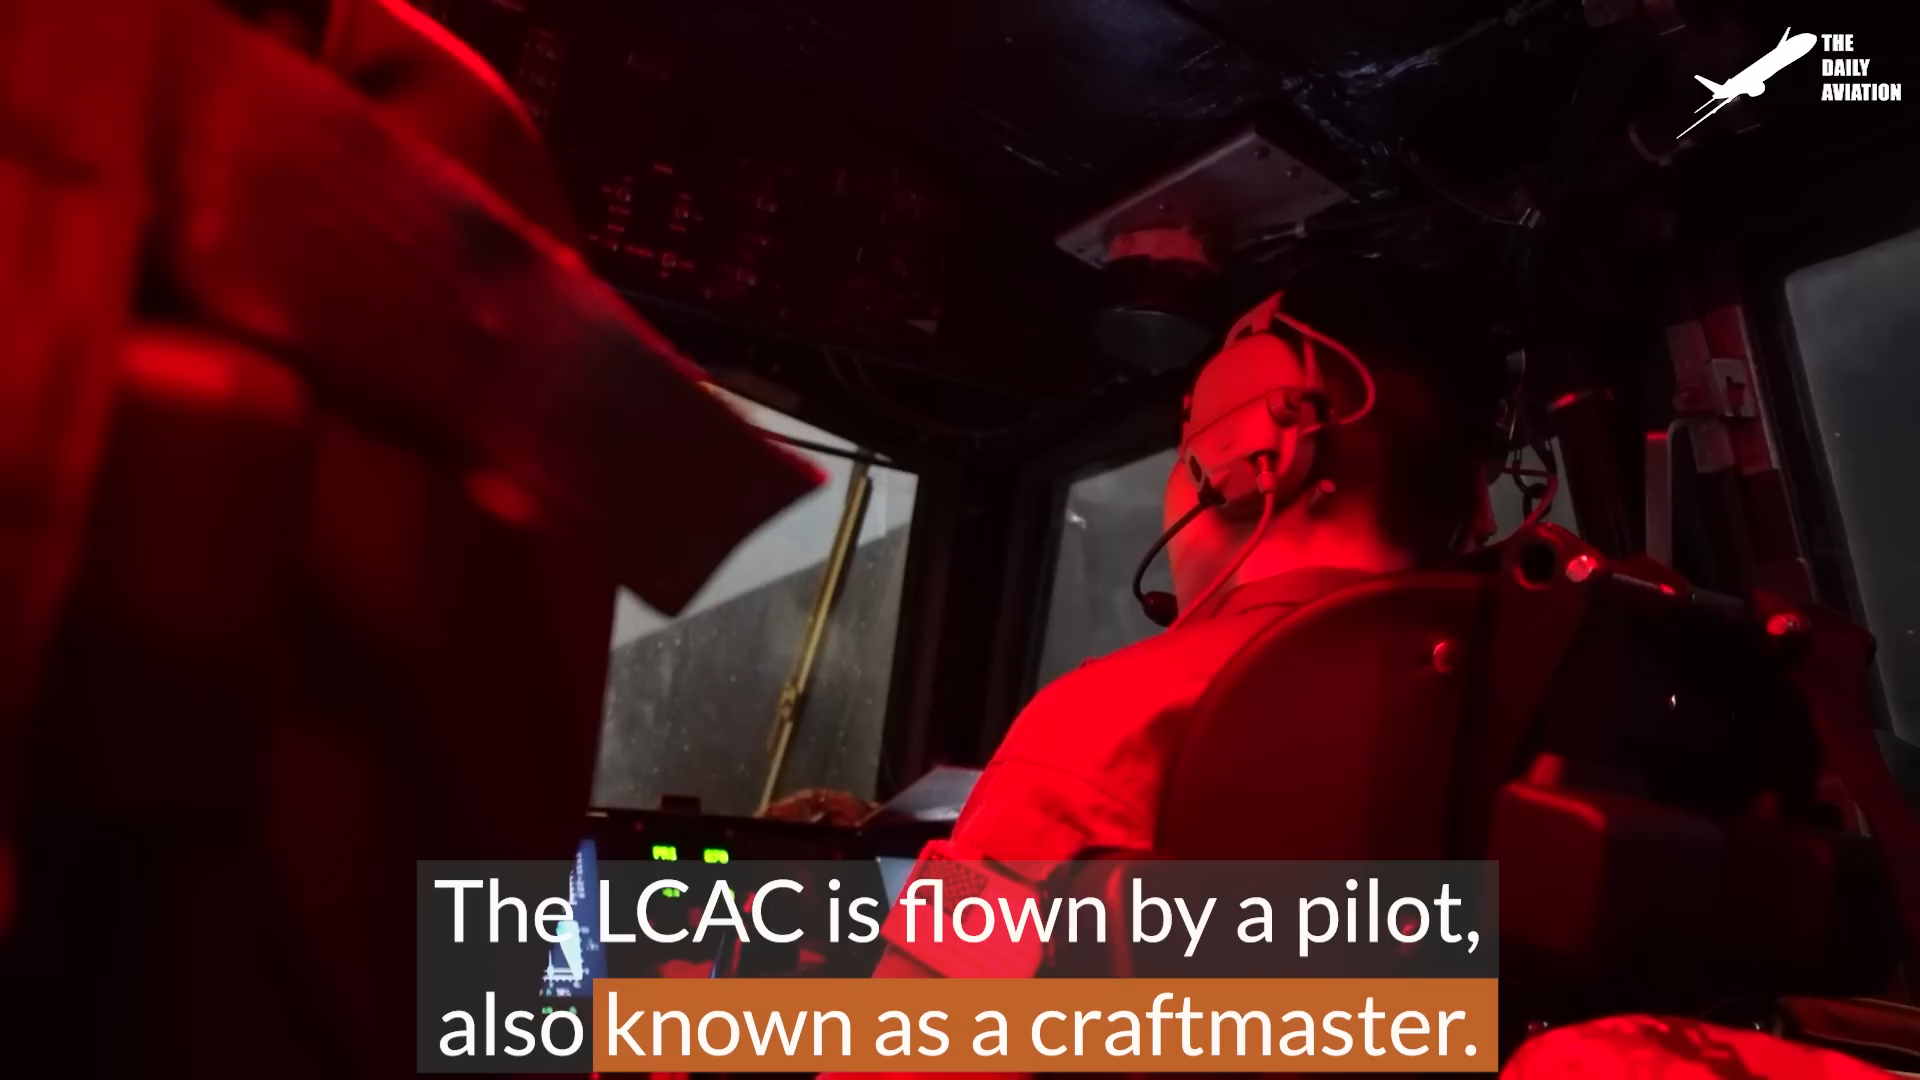 THE
DAILY
AVIATION
The LCAC is flown by a pilot,
also known as a craftmaster.